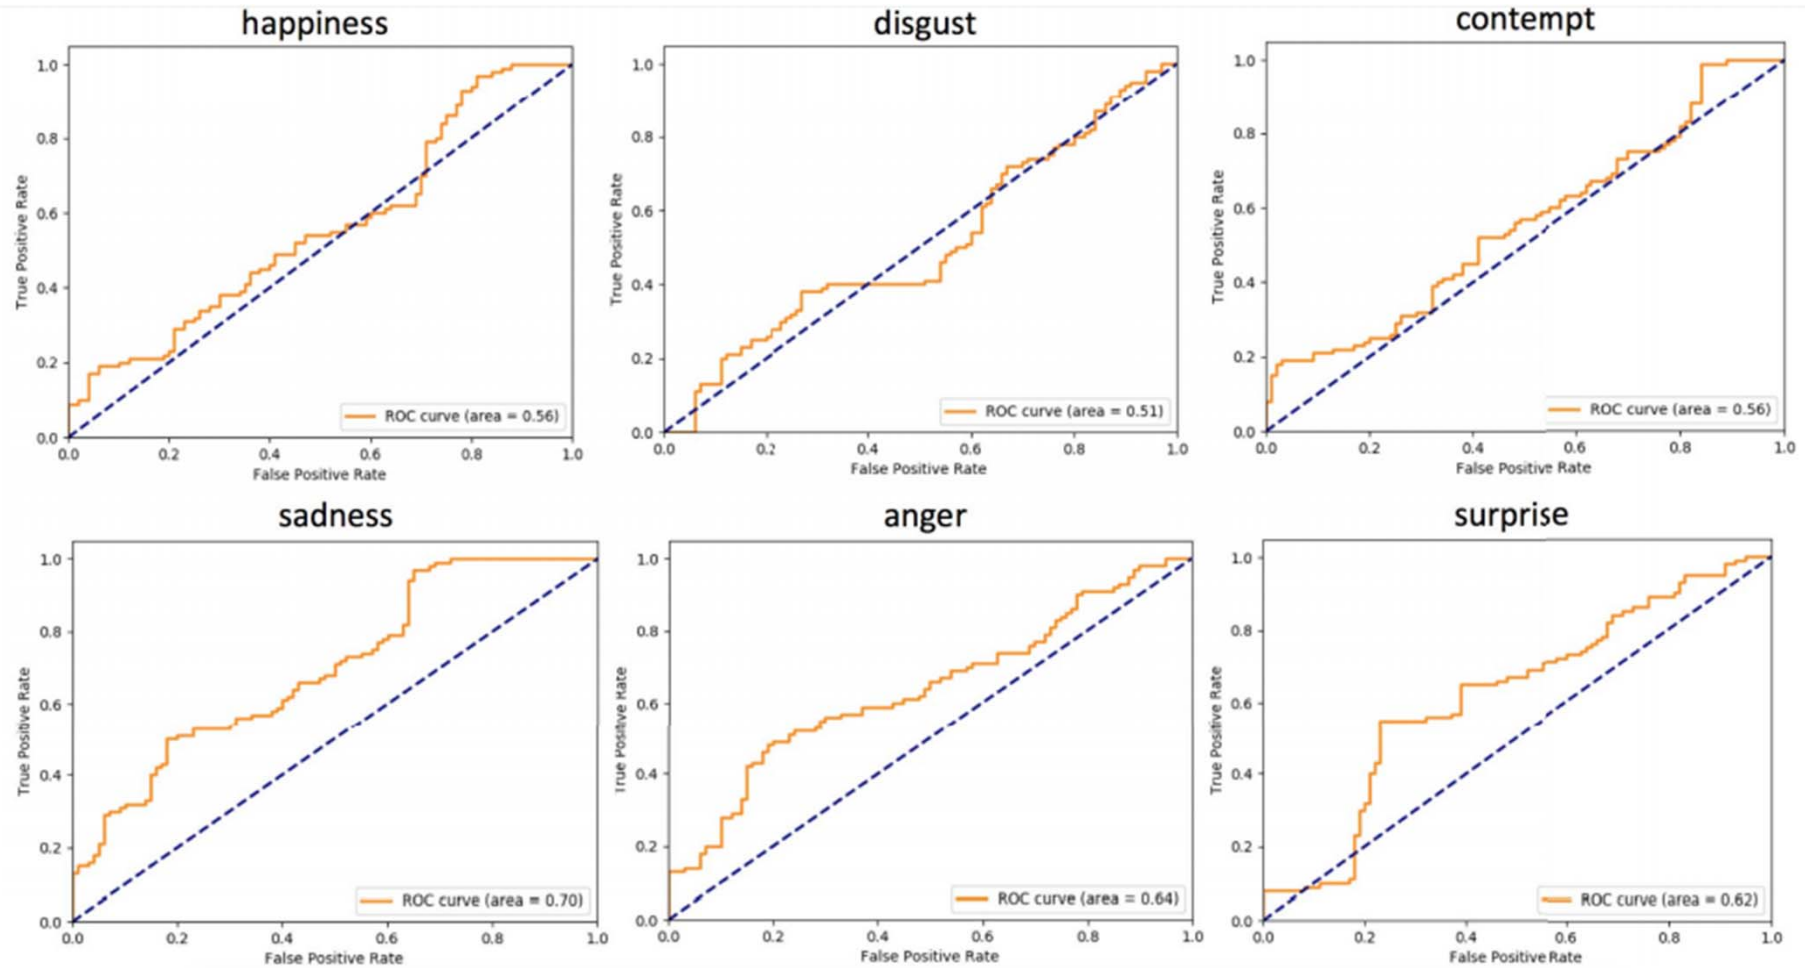 happiness
disgust
contempt
1.0
0.8
0.6
0.4
0.2
0.0
True Positive Rate
ROC curve (area = 0.56)
0.0 0.2 0.4 0.6 0.8 1.0
False Positive Rate
1.0
0.8
0.6
0.4
0.2
0.0
True Positive Rate
ROC curve (area = 0.51)
0.0 0.2 0.4 0.6 0.8 1.0
False Positive Rate
1.0
0.8
0.6
0.4
0.2
0.0
True Positive Rate
ROC curve (area = 0.56)
0.0 0.2 0.4 0.6 0.8 1.0
False Positive Rate
sadness
anger
surprise
1.0
0.8
0.6
0.4
0.2
0.0
True Positive Rate
ROC curve (area = 0.70)
0.0 0.2 0.4 0.6 0.8 1.0
False Positive Rate
1.0
0.8
0.6
0.4
0.2
0.0
True Positive Rate
ROC curve (area = 0.64)
0.0 0.2 0.4 0.6 0.8 1.0
False Positive Rate
1.0
0.8
0.6
0.4
0.2
0.0
True Positive Rate
ROC curve (area = 0.62)
0.0 0.2 0.4 0.6 0.8 1.0
False Positive Rate